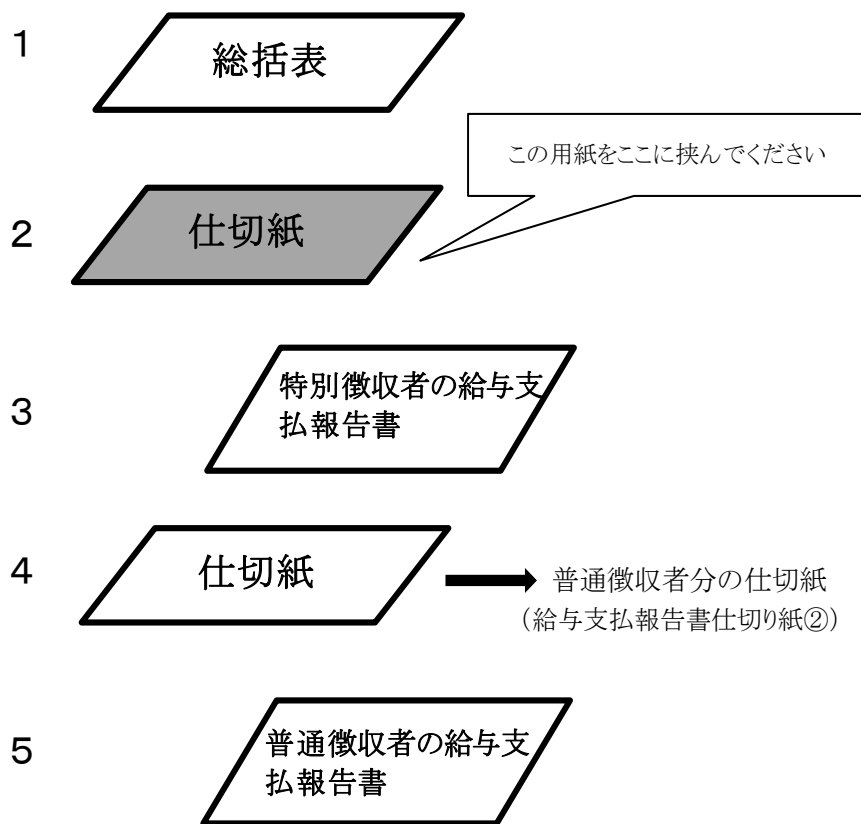 1
総括表
この用紙をここに挟んでください
2
仕切紙
3
特別徴収者の給与支
払報告書
4
仕切紙
普通徴収者分の仕切紙
（給与支払報告書仕切り紙②）
5
普通徴収者の給与支
払報告書